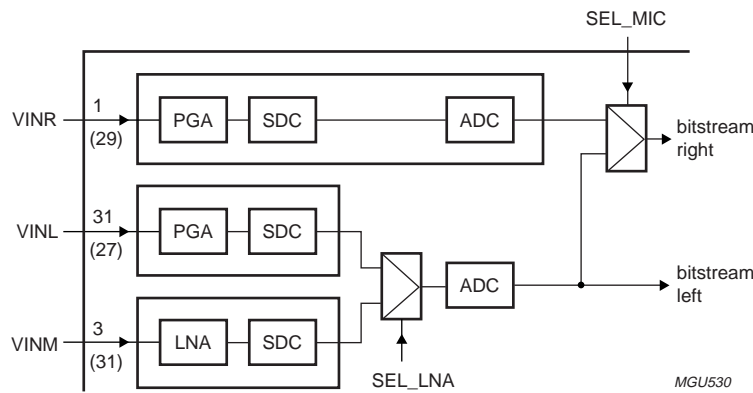 SEL_MIC
VINR
1
(29)
PGA
SDC
ADC
bitstream
right
VINL
31
(27)
PGA
SDC
ADC
bitstream
left
VINM
3
(31)
LNA
SDC
SEL_LNA
MGU530